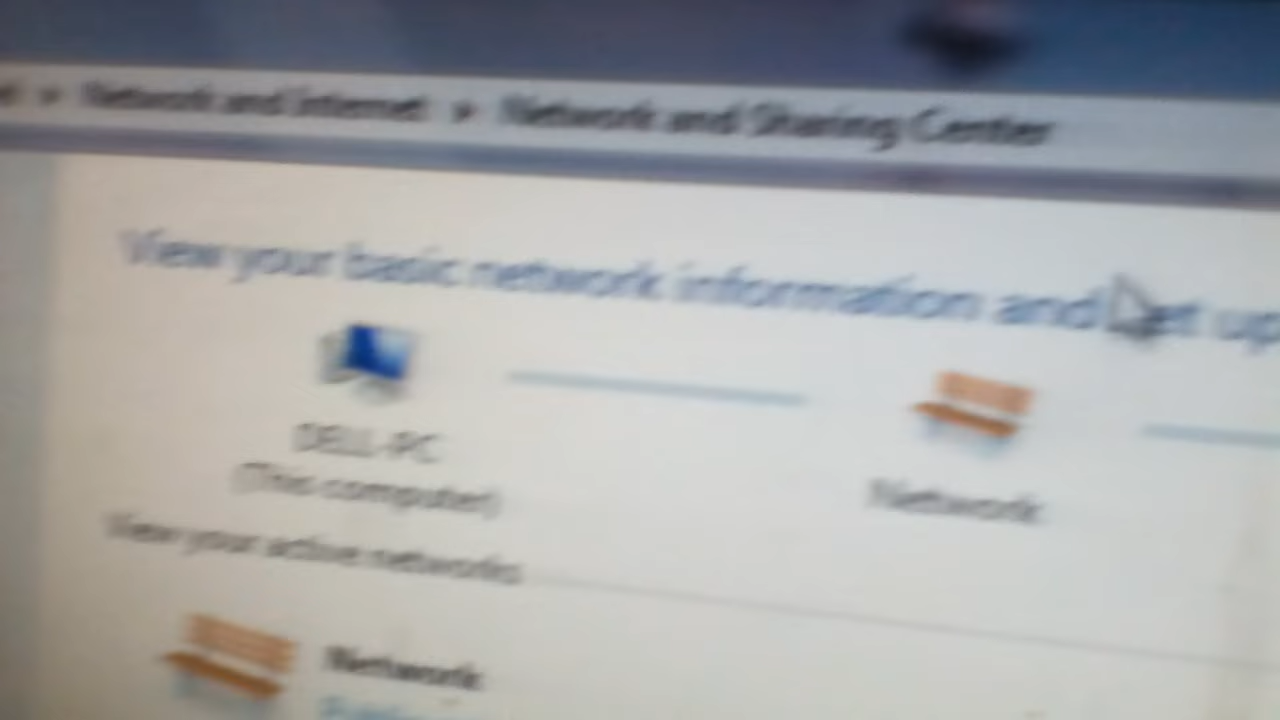 Network and Internet ▸ Network and Sharing Center
View your basic network information and set up
DELL-PC
(This computer)
Network
View your active networks
Network
Public